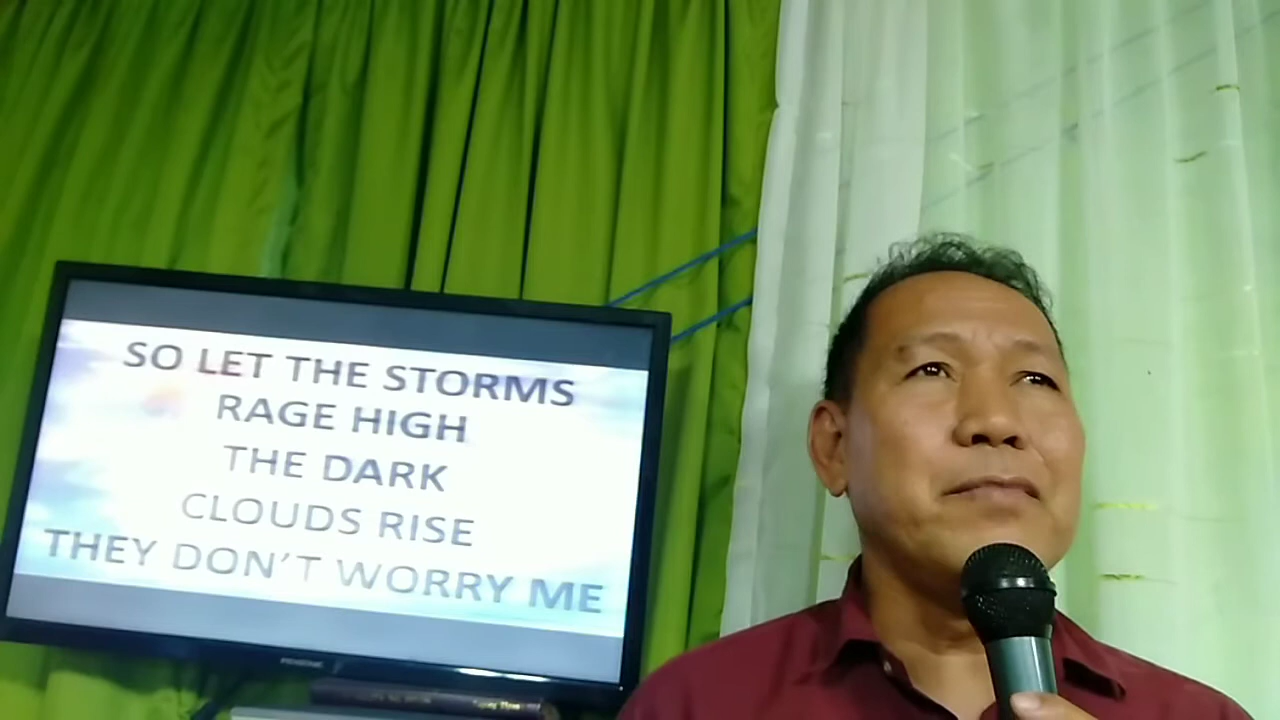 SO LET THE STORMS
RAGE HIGH
THE DARK
CLOUDS RISE
THEY DON'T WORRY ME